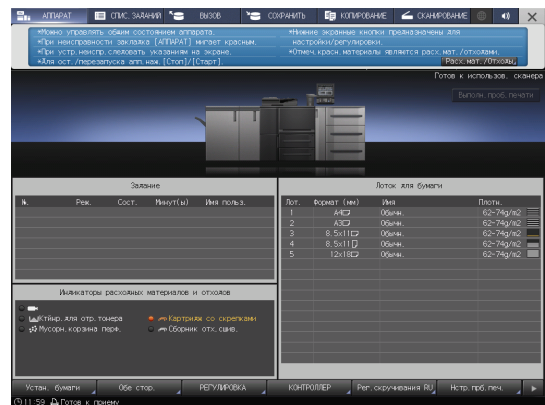 АППАРАТ СПИС. ЗАДАНИЙ ВЫЗОВ СОХРАНИТЬ КОПИРОВАНИЕ СКАНИРОВАНИЕ
*Можно управлять общим состоянием аппарата.
*При неисправности закладка [АППАРАТ] мигает красным.
*При устр.неиспр.следовать указаниям на экране.
*Для ост./перезапуска апп.наж.[Стоп]/[Старт].
*Нижние экранные кнопки предназначены для
настройки/регулировки.
*Отмеч.красн.материалы являются расх.мат./отходами.
Расх.мат./Отходы
Готов к использов. сканера
Выполн. проб. печати
Задание
№. Реж. Сост. Минут(ы) Имя польз.
Лоток для бумаги
Лот. Формат (мм) Имя Плотн.
1 A4 Обычн. 62-74g/m2
2 A3 Обычн. 62-74g/m2
3 8.5x11 Обычн. 62-74g/m2
4 8.5x11 Обычн. 62-74g/m2
5 12x18 Обычн. 62-74g/m2
Индикаторы расходных материалов и отходов
Ктйнр.для отр.тонера Картридж со скрепками
Мусорн.корзина перф. Сборник отх.сшив.
Устан. бумаги Обе стор. РЕГУЛИРОВКА КОНТРОЛЛЕР Рег.скручивания RU Нстр. прб. печ.
11:59 Готов к приему